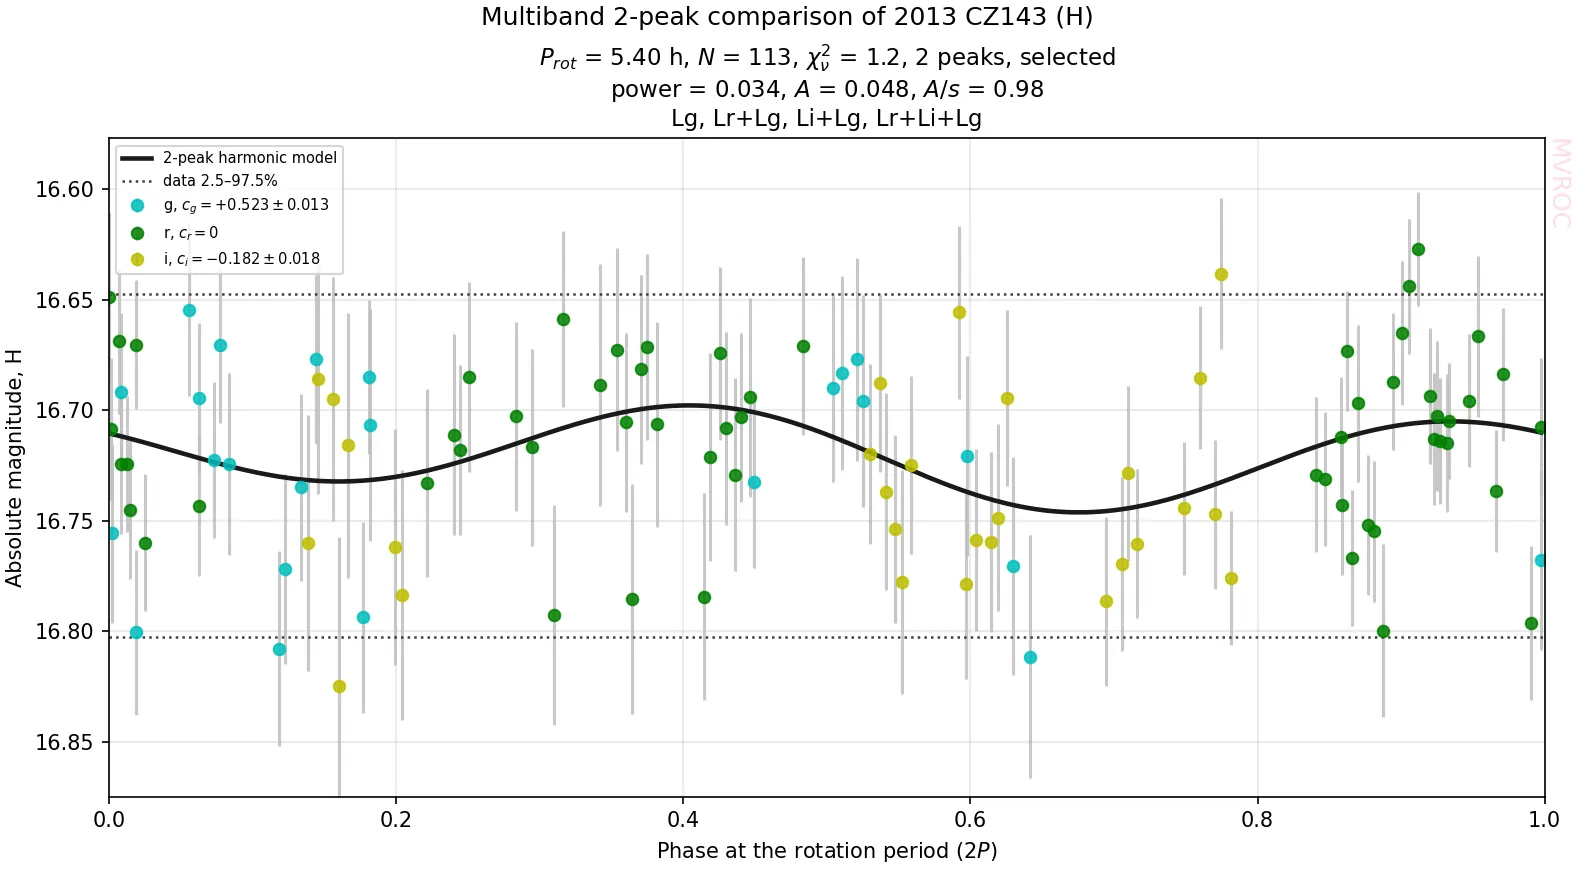 Multiband 2-peak comparison of 2013 CZ143 (H)
P_rot = 5.40 h, N = 113, χ²_ν = 1.2, 2 peaks, selected
power = 0.034, A = 0.048, A/s = 0.98
Lg, Lr+Lg, Li+Lg, Lr+Li+Lg
2-peak harmonic model
data 2.5–97.5%
g, c_g = +0.523 ± 0.013
r, c_r = 0
i, c_i = −0.182 ± 0.018
MVROC
Absolute magnitude, H
16.60
16.65
16.70
16.75
16.80
16.85
0.0 0.2 0.4 0.6 0.8 1.0
Phase at the rotation period (2P)